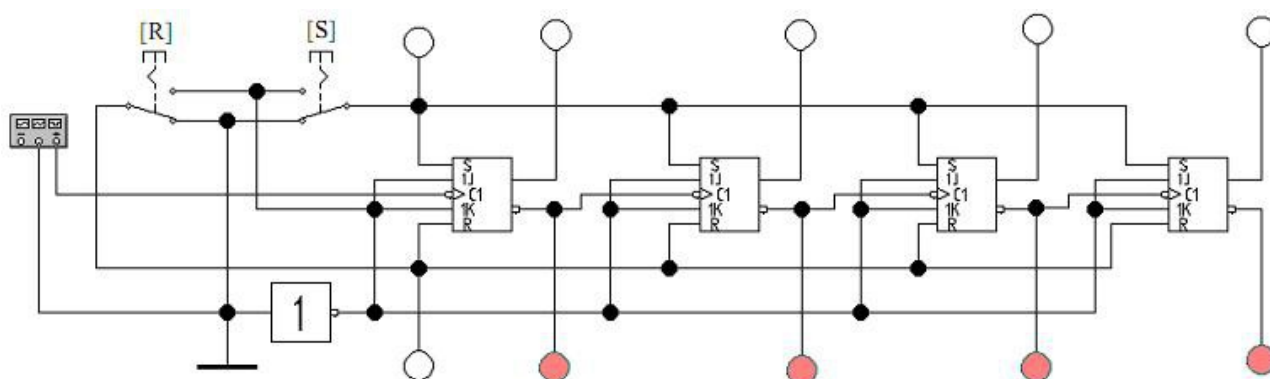 [R] [S]
S S S S
1J 1J 1J 1J
C1 C1 C1 C1
1K 1K 1K 1K
R R R R
1